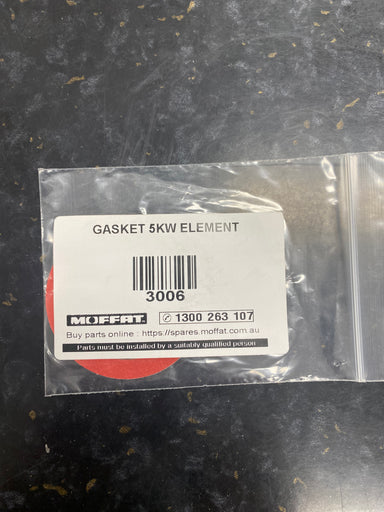 GASKET 5KW ELEMENT
3006
MOFFAT. ✆ 1300 263 107
Buy parts online : https://spares.moffat.com.au
Parts must be installed by a suitably qualified person